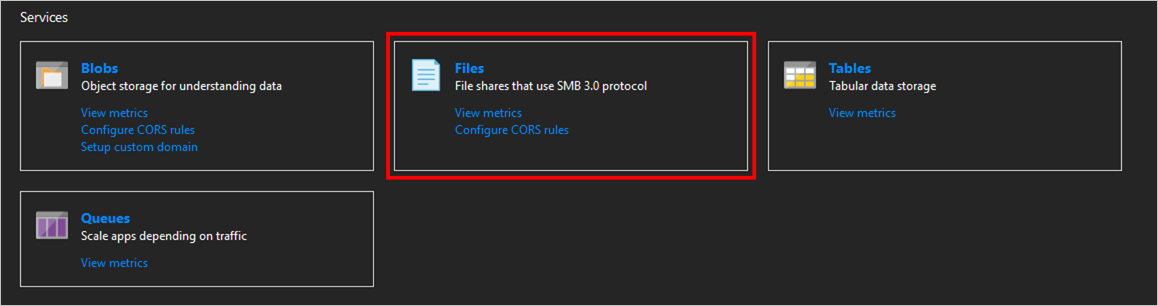 Services
Blobs
Object storage for understanding data
View metrics
Configure CORS rules
Setup custom domain
Files
File shares that use SMB 3.0 protocol
View metrics
Configure CORS rules
Tables
Tabular data storage
View metrics
Queues
Scale apps depending on traffic
View metrics